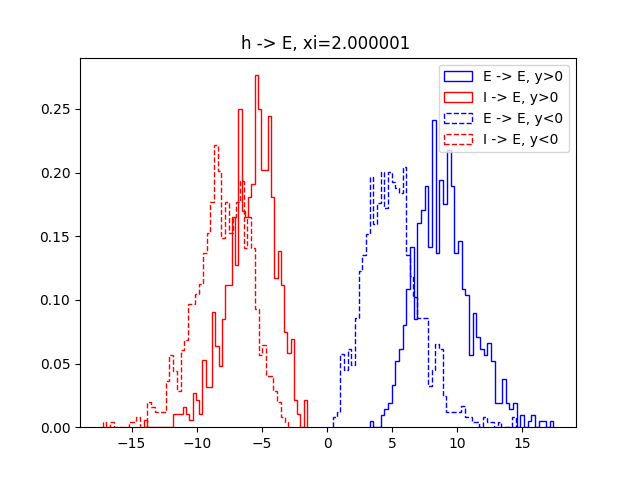 h -> E, xi=2.000001
E -> E, y>0
I -> E, y>0
E -> E, y<0
I -> E, y<0
0.25
0.20
0.15
0.10
0.05
0.00
−15 −10 −5 0 5 10 15